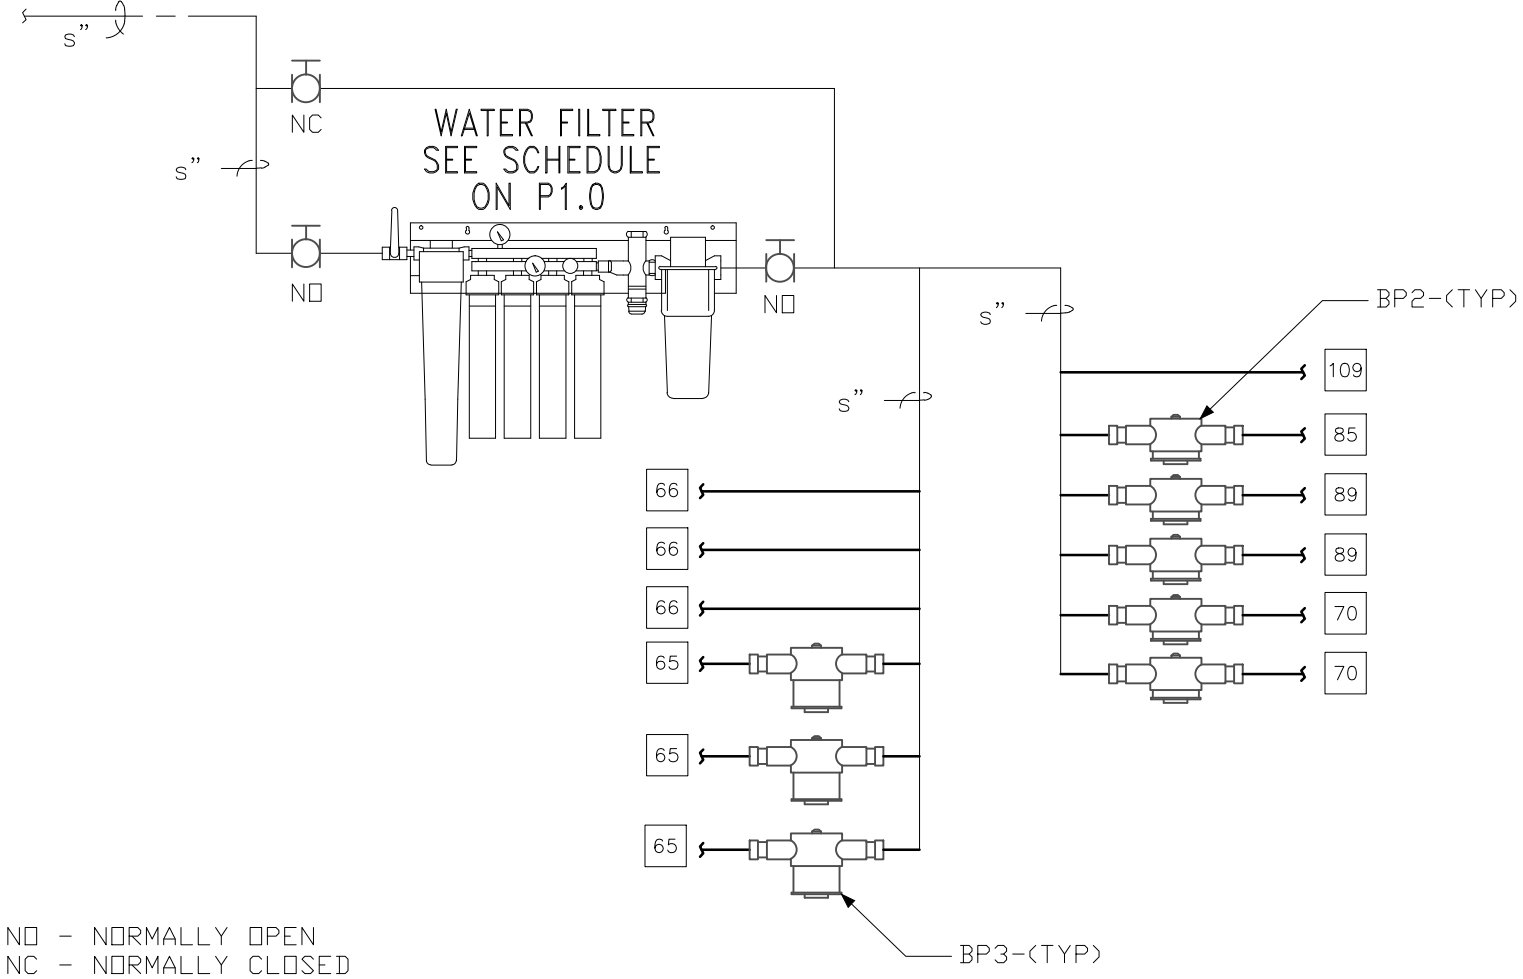 s”
NC
WATER FILTER
SEE SCHEDULE
ON P1.0
s”
NO
NO
s”
BP2-(TYP)
109
s”
85
66
89
66
89
66
70
65
70
65
65
NO - NORMALLY OPEN
NC - NORMALLY CLOSED
BP3-(TYP)